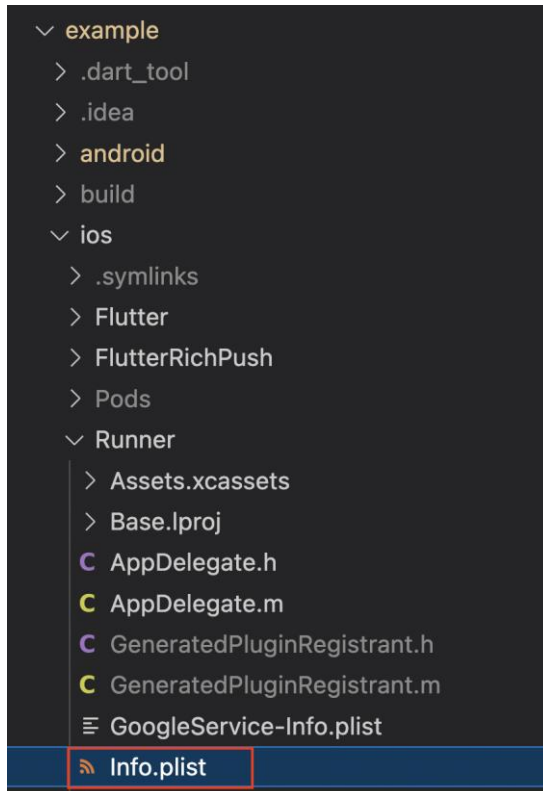 example
.dart_tool
.idea
android
build
ios
.symlinks
Flutter
FlutterRichPush
Pods
Runner
Assets.xcassets
Base.lproj
C AppDelegate.h
C AppDelegate.m
C GeneratedPluginRegistrant.h
C GeneratedPluginRegistrant.m
GoogleService-Info.plist
Info.plist